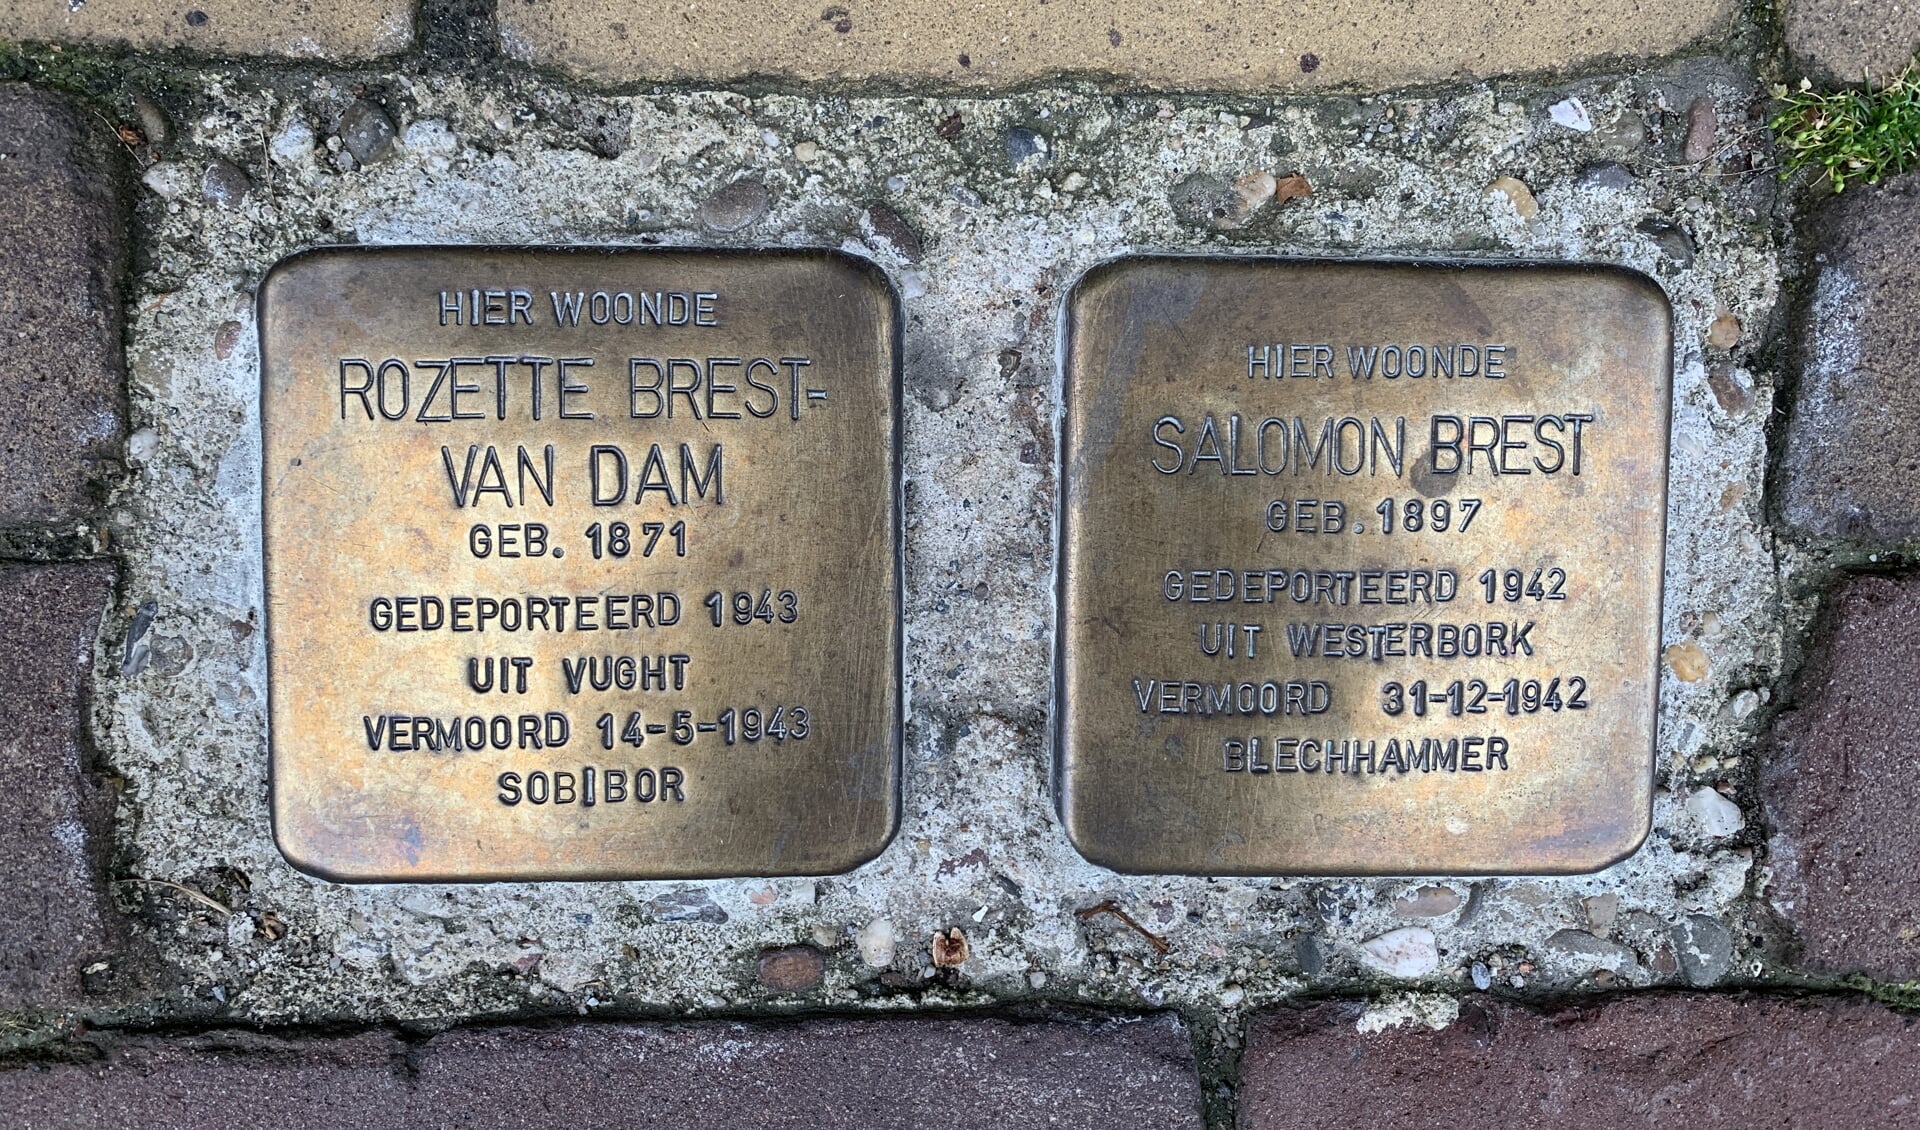 HIER WOONDE
ROZETTE BREST-
VAN DAM
GEB. 1871
GEDEPORTEERD 1943
UIT VUGHT
VERMOORD 14-5-1943
SOBIBOR
HIER WOONDE
SALOMON BREST
GEB. 1897
GEDEPORTEERD 1942
UIT WESTERBORK
VERMOORD 31-12-1942
BLECHHAMMER